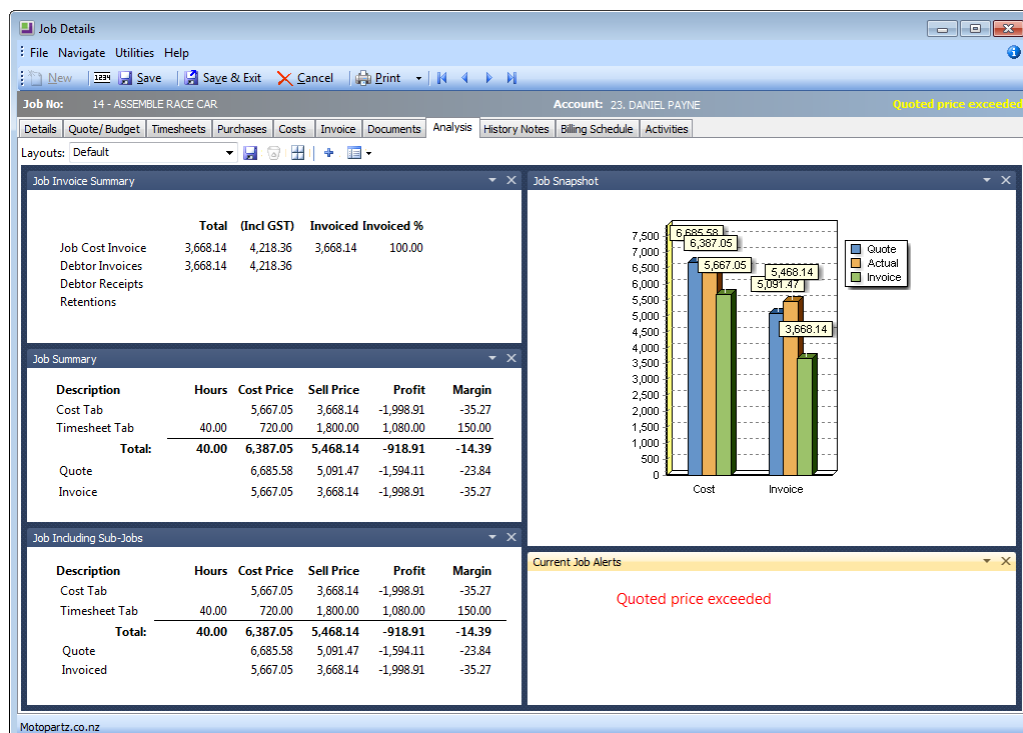 Job Details
File Navigate Utilities Help
New 1234 Save Save & Exit Cancel Print
Job No: 14 - ASSEMBLE RACE CAR Account: 23. DANIEL PAYNE Quoted price exceeded
Details Quote/ Budget Timesheets Purchases Costs Invoice Documents Analysis History Notes Billing Schedule Activities
Layouts: Default
Job Invoice Summary
Total (Incl GST) Invoiced Invoiced %
Job Cost Invoice 3,668.14 4,218.36 3,668.14 100.00
Debtor Invoices 3,668.14 4,218.36
Debtor Receipts
Retentions
Job Summary
Description Hours Cost Price Sell Price Profit Margin
Cost Tab 5,667.05 3,668.14 -1,998.91 -35.27
Timesheet Tab 40.00 720.00 1,800.00 1,080.00 150.00
Total: 40.00 6,387.05 5,468.14 -918.91 -14.39
Quote 6,685.58 5,091.47 -1,594.11 -23.84
Invoice 5,667.05 3,668.14 -1,998.91 -35.27
Job Including Sub-Jobs
Description Hours Cost Price Sell Price Profit Margin
Cost Tab 5,667.05 3,668.14 -1,998.91 -35.27
Timesheet Tab 40.00 720.00 1,800.00 1,080.00 150.00
Total: 40.00 6,387.05 5,468.14 -918.91 -14.39
Quote 6,685.58 5,091.47 -1,594.11 -23.84
Invoiced 5,667.05 3,668.14 -1,998.91 -35.27
Job Snapshot
7,500
7,000
6,500
6,000
5,500
5,000
4,500
4,000
3,500
3,000
2,500
2,000
1,500
1,000
500
0
6,685.58
6,387.05
5,667.05
5,468.14
5,091.47
3,668.14
Cost Invoice
Quote
Actual
Invoice
Current Job Alerts
Quoted price exceeded
Motopartz.co.nz